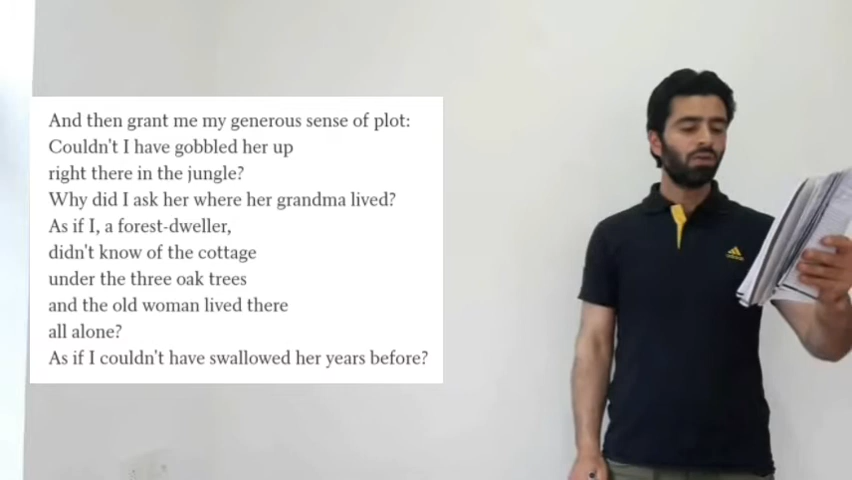 And then grant me my generous sense of plot:
Couldn't I have gobbled her up
right there in the jungle?
Why did I ask her where her grandma lived?
As if I, a forest-dweller,
didn't know of the cottage
under the three oak trees
and the old woman lived there
all alone?
As if I couldn't have swallowed her years before?